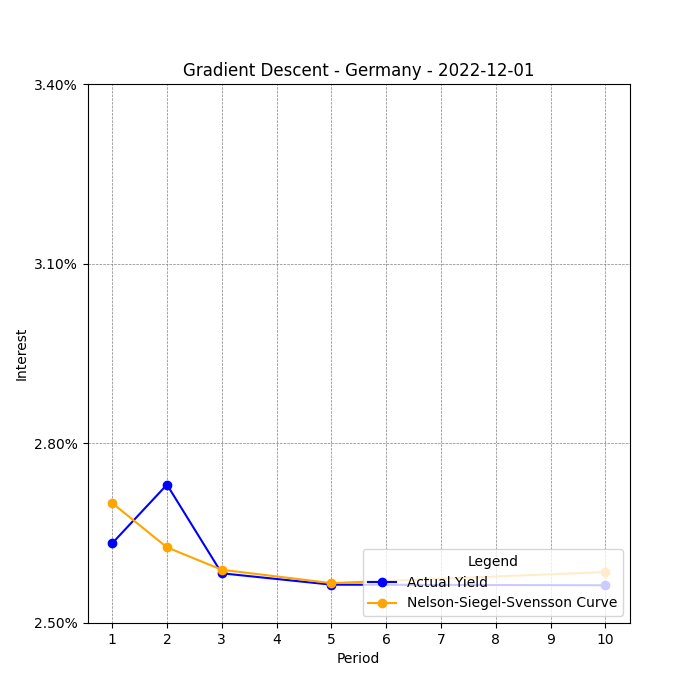 Gradient Descent - Germany - 2022-12-01
3.40%
3.10%
2.80%
2.50%
Interest
1 2 3 4 5 6 7 8 9 10
Period
Legend
Actual Yield
Nelson-Siegel-Svensson Curve